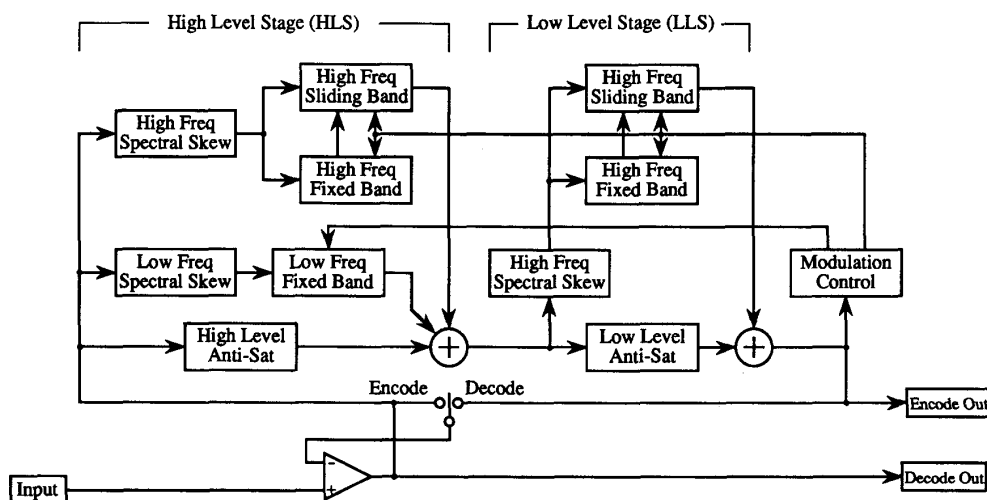 High Level Stage (HLS)
Low Level Stage (LLS)
High Freq
Sliding Band
High Freq
Sliding Band
High Freq
Spectral Skew
High Freq
Fixed Band
High Freq
Fixed Band
Low Freq
Spectral Skew
Low Freq
Fixed Band
High Freq
Spectral Skew
Modulation
Control
High Level
Anti-Sat
+
Low Level
Anti-Sat
+
Encode
Decode
Encode Out
-
+
Input
Decode Out